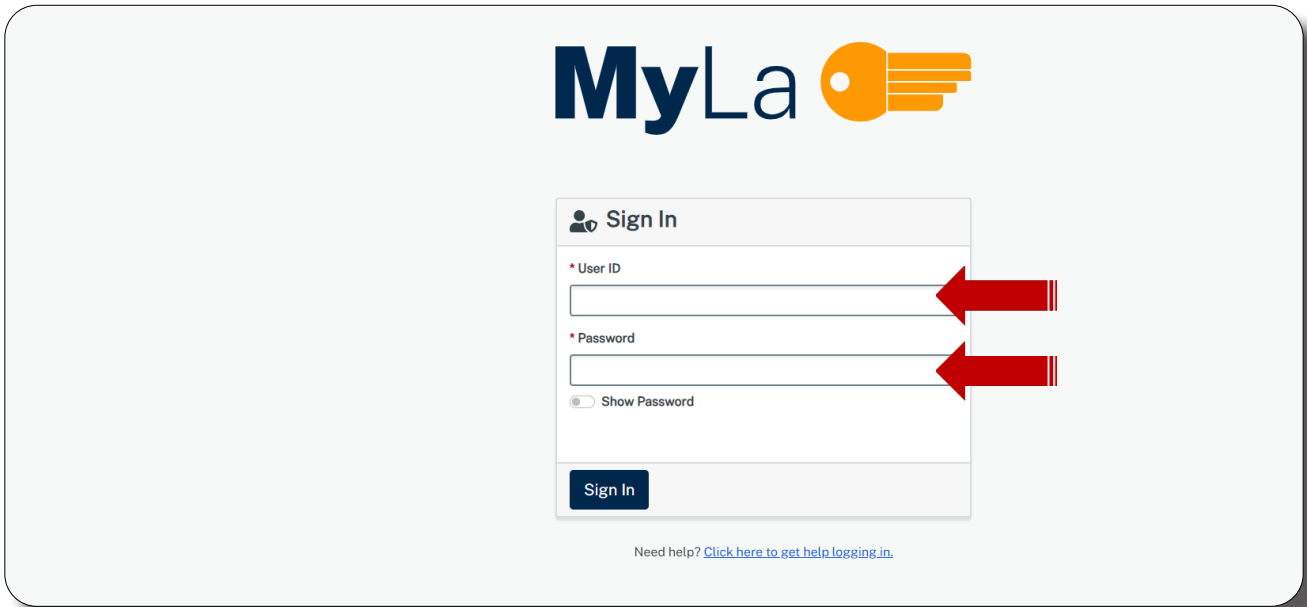 MyLa
Sign In
* User ID
* Password
Show Password
Sign In
Need help? Click here to get help logging in.